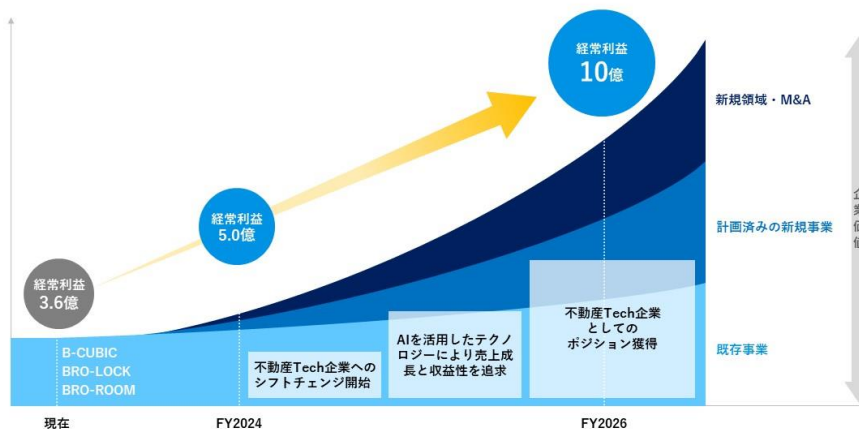 経常利益
10億
新規領域・M&A
経常利益
5.0億
計画済みの新規事業
企業価値
経常利益
3.6億
不動産Tech企業
としての
ポジション獲得
AIを活用したテクノ
ロジーにより売上成
長と収益性を追求
既存事業
B-CUBIC
BRO-LOCK
BRO-ROOM
不動産Tech企業への
シフトチェンジ開始
現在
FY2024
FY2026